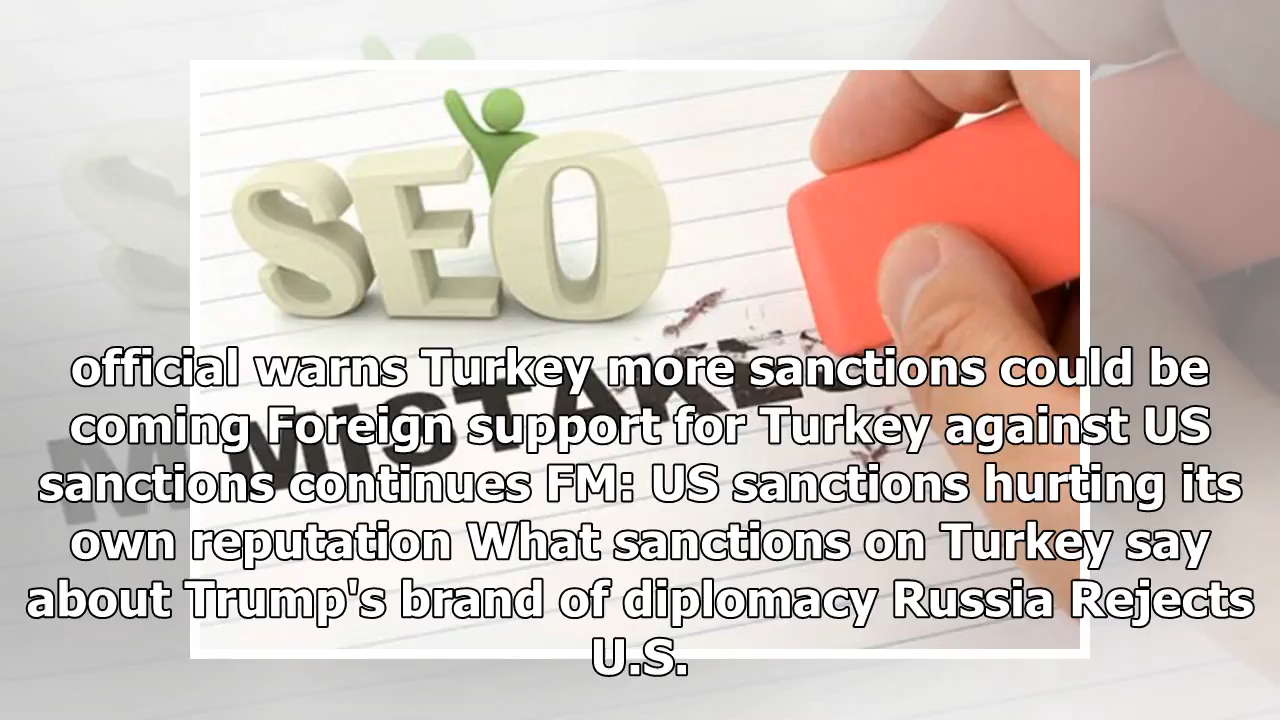 SEO
MISTAKES
official warns Turkey more sanctions could be
coming Foreign support for Turkey against US
sanctions continues FM: US sanctions hurting its
own reputation What sanctions on Turkey say
about Trump's brand of diplomacy Russia Rejects
U.S.